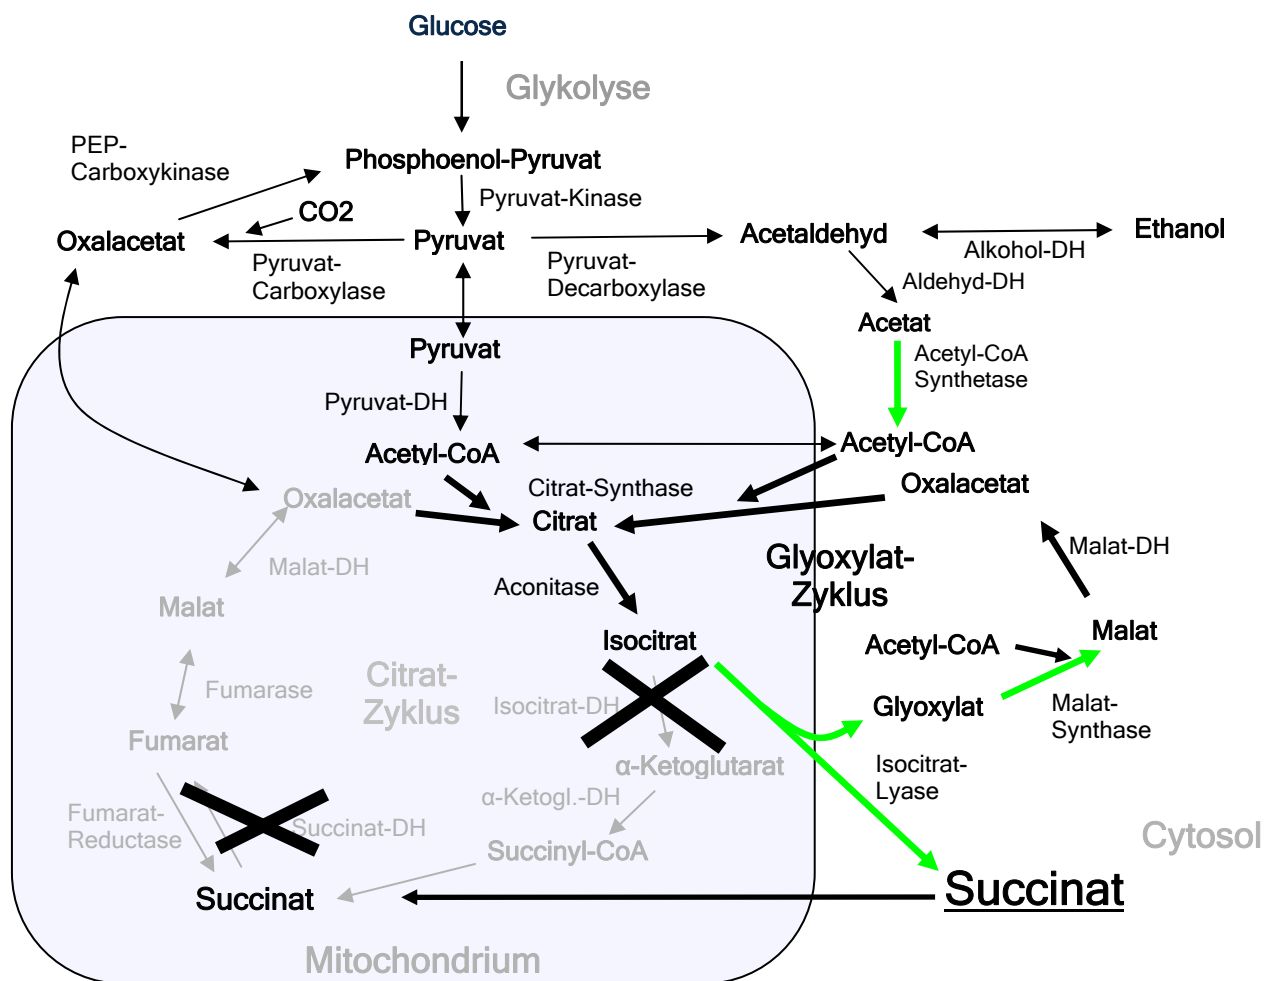 Glucose
Glykolyse
PEP-
Carboxykinase
Phosphoenol-Pyruvat
Pyruvat-Kinase
CO2
Oxalacetat
Pyruvat
Acetaldehyd
Ethanol
Alkohol-DH
Pyruvat-
Carboxylase
Pyruvat-
Decarboxylase
Aldehyd-DH
Acetat
Pyruvat
Acetyl-CoA
Synthetase
Pyruvat-DH
Acetyl-CoA
Acetyl-CoA
Oxalacetat
Citrat-Synthase
Oxalacetat
Citrat
Malat-DH
Glyoxylat-
Zyklus
Malat-DH
Aconitase
Malat
Isocitrat
Acetyl-CoA
Malat
Citrat-
Zyklus
Fumarase
Isocitrat-DH
Glyoxylat
Malat-
Synthase
Fumarat
α-Ketoglutarat
Isocitrat-
Lyase
α-Ketogl.-DH
Fumarat-
Reductase
Succinat-DH
Succinyl-CoA
Cytosol
Succinat
Succinat
Mitochondrium